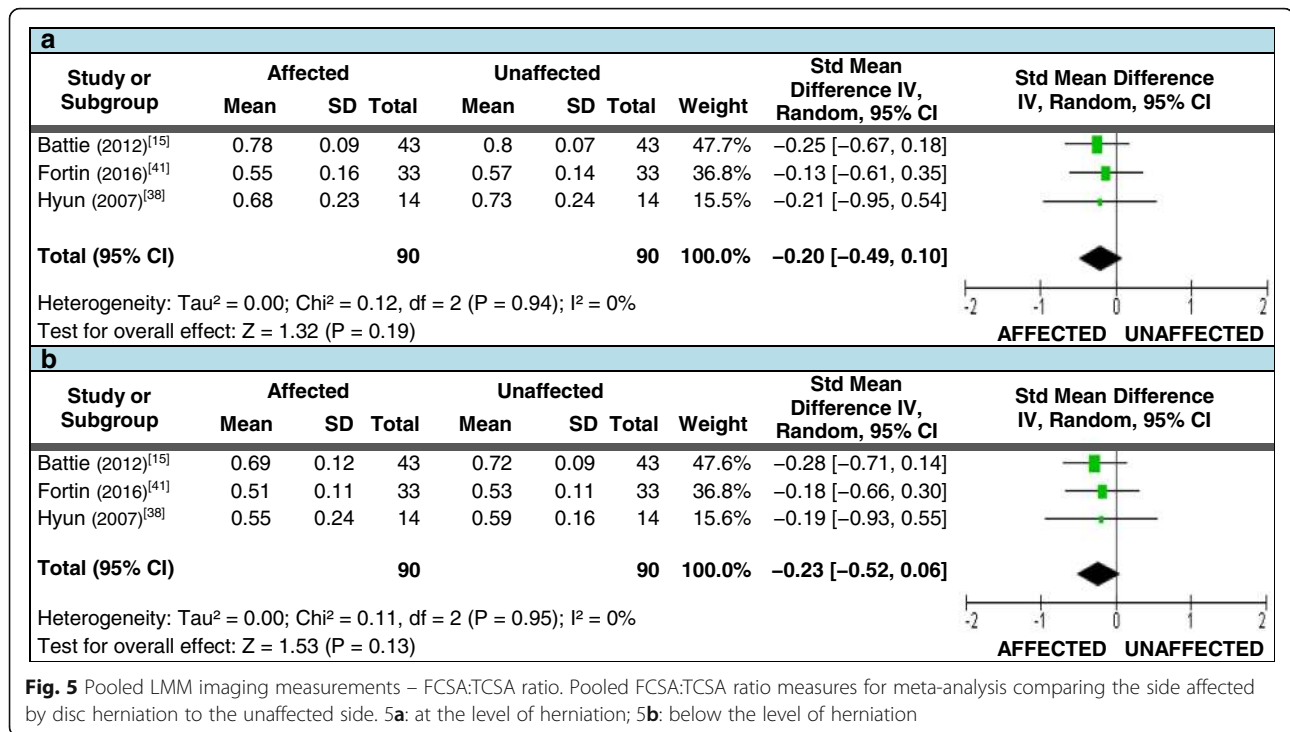 a
Study or Subgroup Affected Unaffected Std Mean Difference IV, Random, 95% CI Std Mean Difference IV, Random, 95% CI
Mean SD Total Mean SD Total Weight
Battie (2012)[15] 0.78 0.09 43 0.8 0.07 43 47.7% −0.25 [−0.67, 0.18]
Fortin (2016)[41] 0.55 0.16 33 0.57 0.14 33 36.8% −0.13 [−0.61, 0.35]
Hyun (2007)[38] 0.68 0.23 14 0.73 0.24 14 15.5% −0.21 [−0.95, 0.54]
Total (95% CI) 90 90 100.0% −0.20 [−0.49, 0.10]
Heterogeneity: Tau² = 0.00; Chi² = 0.12, df = 2 (P = 0.94); I² = 0%
Test for overall effect: Z = 1.32 (P = 0.19)
-2 -1 0 1 2
AFFECTED UNAFFECTED
b
Study or Subgroup Affected Unaffected Std Mean Difference IV, Random, 95% CI Std Mean Difference IV, Random, 95% CI
Mean SD Total Mean SD Total Weight
Battie (2012)[15] 0.69 0.12 43 0.72 0.09 43 47.6% −0.28 [−0.71, 0.14]
Fortin (2016)[41] 0.51 0.11 33 0.53 0.11 33 36.8% −0.18 [−0.66, 0.30]
Hyun (2007)[38] 0.55 0.24 14 0.59 0.16 14 15.6% −0.19 [−0.93, 0.55]
Total (95% CI) 90 90 100.0% −0.23 [−0.52, 0.06]
Heterogeneity: Tau² = 0.00; Chi² = 0.11, df = 2 (P = 0.95); I² = 0%
Test for overall effect: Z = 1.53 (P = 0.13)
-2 -1 0 1 2
AFFECTED UNAFFECTED
Fig. 5 Pooled LMM imaging measurements – FCSA:TCSA ratio. Pooled FCSA:TCSA ratio measures for meta-analysis comparing the side affected
by disc herniation to the unaffected side. 5a: at the level of herniation; 5b: below the level of herniation